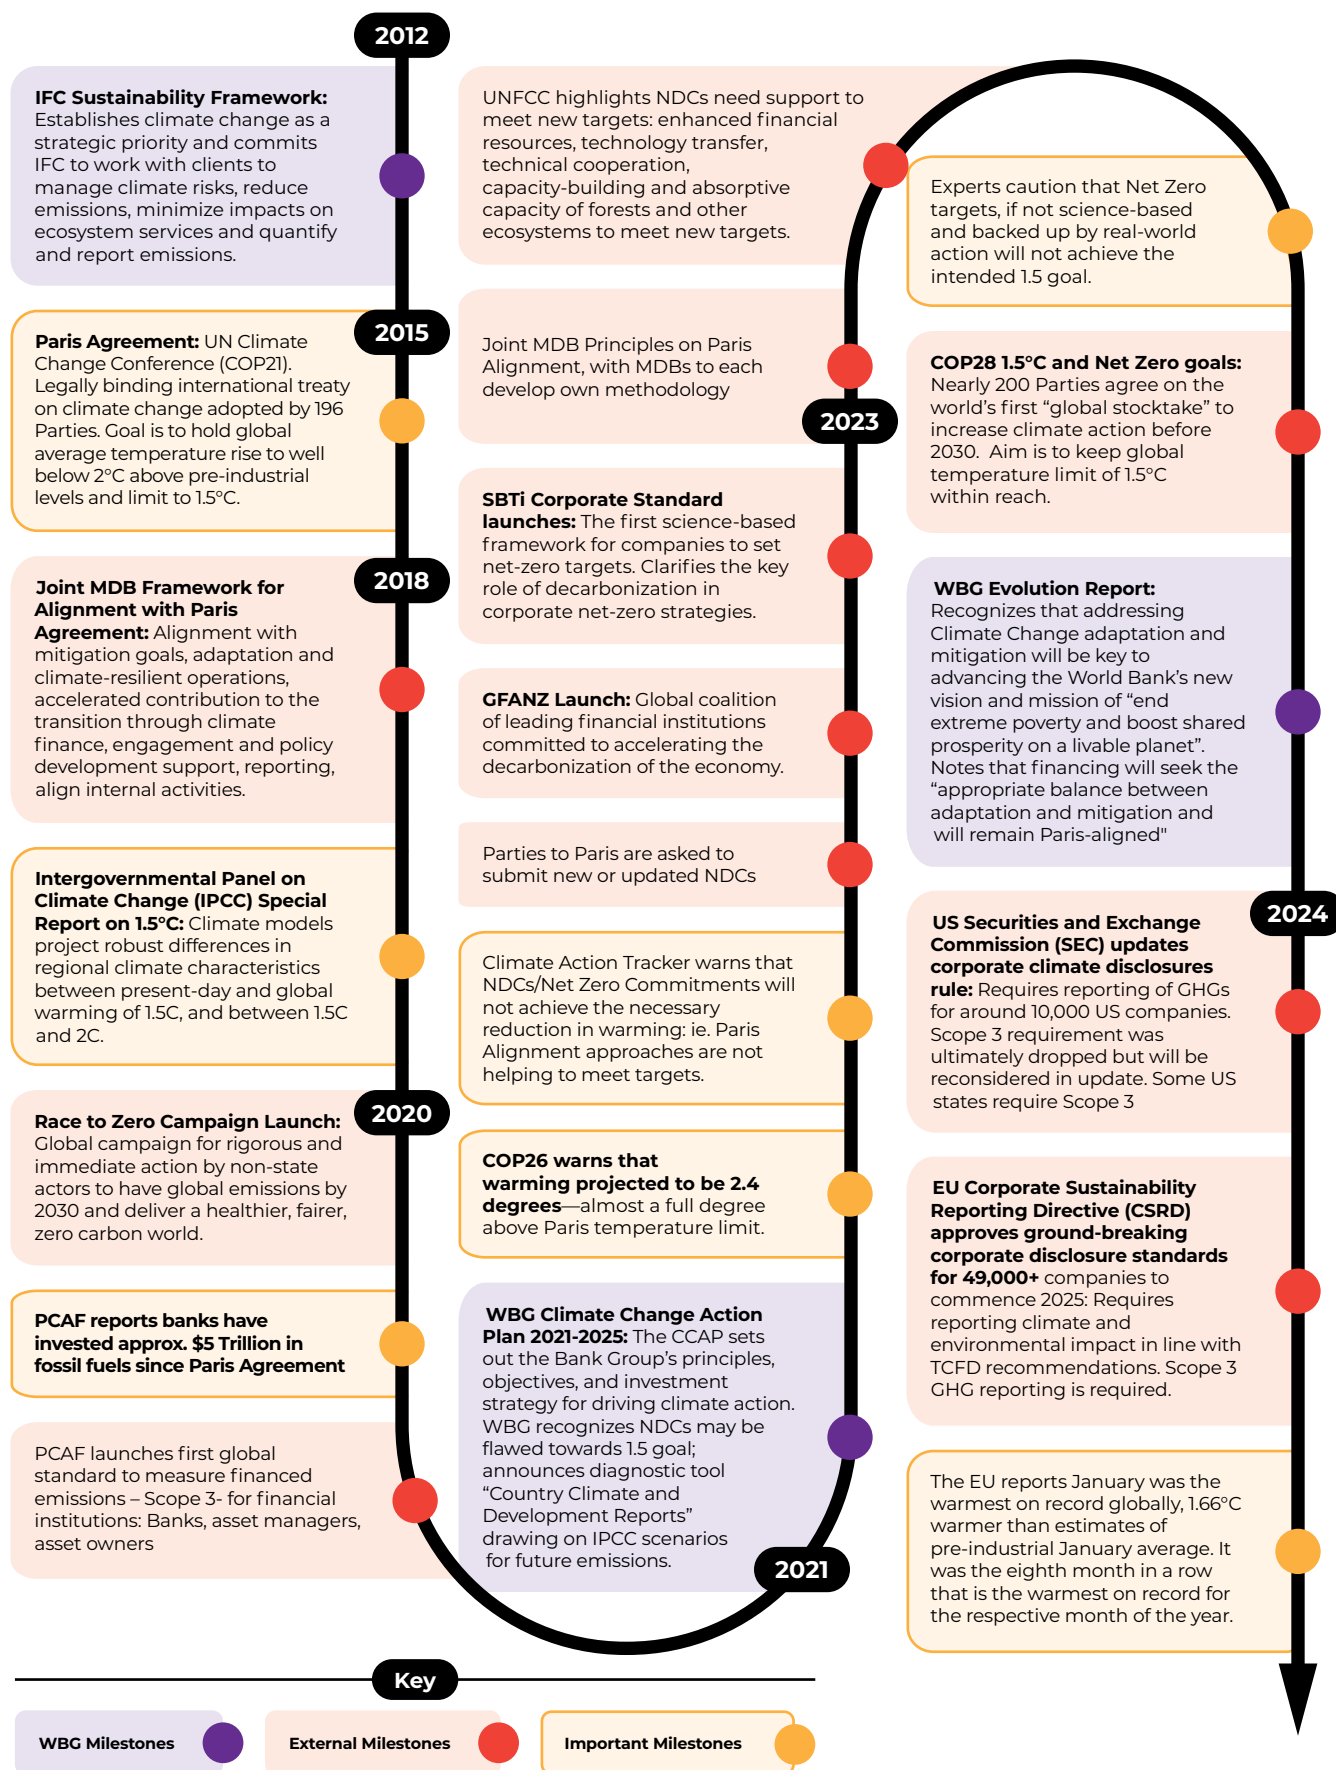 2012
IFC Sustainability Framework:
Establishes climate change as a
strategic priority and commits
IFC to work with clients to
manage climate risks, reduce
emissions, minimize impacts on
ecosystem services and quantify
and report emissions.
2015
Paris Agreement: UN Climate
Change Conference (COP21).
Legally binding international treaty
on climate change adopted by 196
Parties. Goal is to hold global
average temperature rise to well
below 2°C above pre-industrial
levels and limit to 1.5°C.
2018
Joint MDB Framework for
Alignment with Paris
Agreement: Alignment with
mitigation goals, adaptation and
climate-resilient operations,
accelerated contribution to the
transition through climate
finance, engagement and policy
development support, reporting,
align internal activities.
Intergovernmental Panel on
Climate Change (IPCC) Special
Report on 1.5°C: Climate models
project robust differences in
regional climate characteristics
between present-day and global
warming of 1.5C, and between 1.5C
and 2C.
2020
Race to Zero Campaign Launch:
Global campaign for rigorous and
immediate action by non-state
actors to have global emissions by
2030 and deliver a healthier, fairer,
zero carbon world.
PCAF reports banks have
invested approx. $5 Trillion in
fossil fuels since Paris Agreement
PCAF launches first global
standard to measure financed
emissions – Scope 3- for financial
institutions: Banks, asset managers,
asset owners
2021
WBG Climate Change Action
Plan 2021-2025: The CCAP sets
out the Bank Group's principles,
objectives, and investment
strategy for driving climate action.
WBG recognizes NDCs may be
flawed towards 1.5 goal;
announces diagnostic tool
“Country Climate and
Development Reports”
drawing on IPCC scenarios
for future emissions.
COP26 warns that
warming projected to be 2.4
degrees—almost a full degree
above Paris temperature limit.
Climate Action Tracker warns that
NDCs/Net Zero Commitments will
not achieve the necessary
reduction in warming: ie. Paris
Alignment approaches are not
helping to meet targets.
Parties to Paris are asked to
submit new or updated NDCs
GFANZ Launch: Global coalition
of leading financial institutions
committed to accelerating the
decarbonization of the economy.
SBTi Corporate Standard
launches: The first science-based
framework for companies to set
net-zero targets. Clarifies the key
role of decarbonization in
corporate net-zero strategies.
2023
Joint MDB Principles on Paris
Alignment, with MDBs to each
develop own methodology
UNFCC highlights NDCs need support to
meet new targets: enhanced financial
resources, technology transfer,
technical cooperation,
capacity-building and absorptive
capacity of forests and other
ecosystems to meet new targets.
Experts caution that Net Zero
targets, if not science-based
and backed up by real-world
action will not achieve the
intended 1.5 goal.
COP28 1.5°C and Net Zero goals:
Nearly 200 Parties agree on the
world's first “global stocktake” to
increase climate action before
2030. Aim is to keep global
temperature limit of 1.5°C
within reach.
WBG Evolution Report:
Recognizes that addressing
Climate Change adaptation and
mitigation will be key to
advancing the World Bank's new
vision and mission of “end
extreme poverty and boost shared
prosperity on a livable planet”.
Notes that financing will seek the
“appropriate balance between
adaptation and mitigation and
will remain Paris-aligned"
2024
US Securities and Exchange
Commission (SEC) updates
corporate climate disclosures
rule: Requires reporting of GHGs
for around 10,000 US companies.
Scope 3 requirement was
ultimately dropped but will be
reconsidered in update. Some US
states require Scope 3
EU Corporate Sustainability
Reporting Directive (CSRD)
approves ground-breaking
corporate disclosure standards
for 49,000+ companies to
commence 2025: Requires
reporting climate and
environmental impact in line with
TCFD recommendations. Scope 3
GHG reporting is required.
The EU reports January was the
warmest on record globally, 1.66°C
warmer than estimates of
pre-industrial January average. It
was the eighth month in a row
that is the warmest on record for
the respective month of the year.
Key
WBG Milestones
External Milestones
Important Milestones